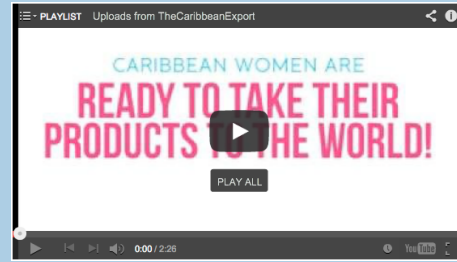 PLAYLIST Uploads from TheCaribbeanExport
CARIBBEAN WOMEN ARE
READY TO TAKE THEIR
PRODUCTS TO THE WORLD!
PLAY ALL
0:00 / 2:26
YouTube